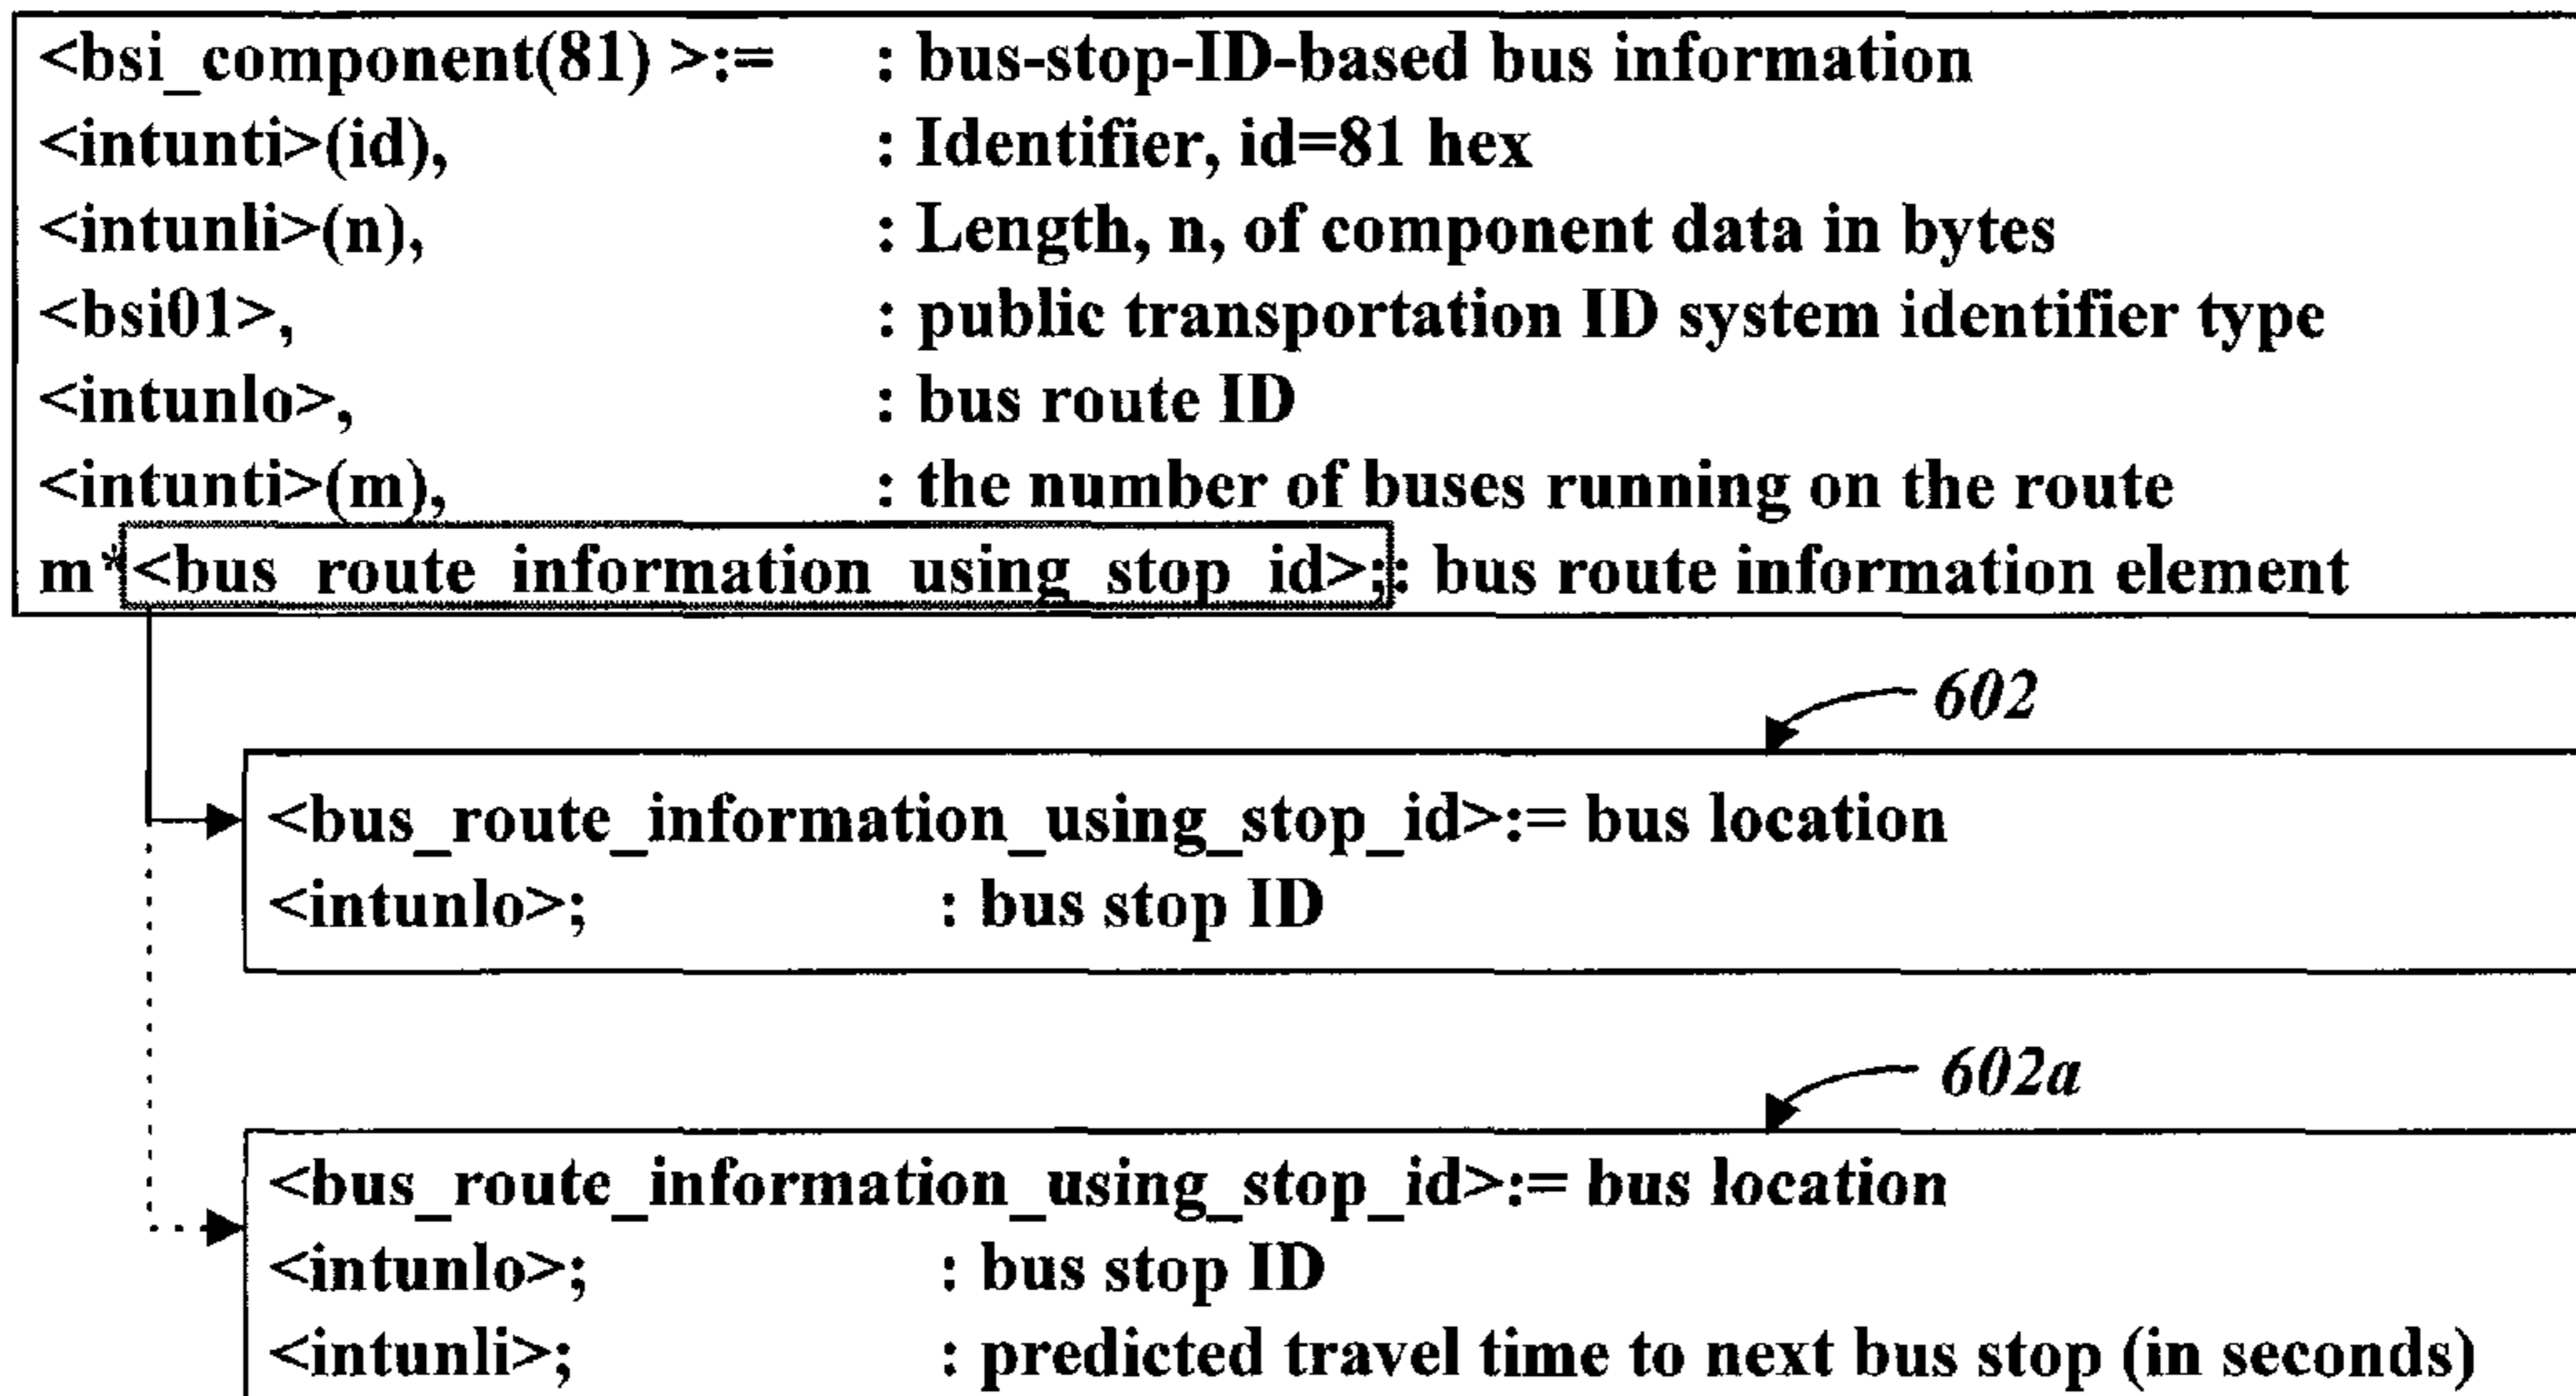 <bsi_component(81) >:= : bus-stop-ID-based bus information
<intunti>(id), : Identifier, id=81 hex
<intunli>(n), : Length, n, of component data in bytes
<bsi01>, : public transportation ID system identifier type
<intunlo>, : bus route ID
<intunti>(m), : the number of buses running on the route
m*<bus_route_information_using_stop_id>;: bus route information element
602
<bus_route_information_using_stop_id>:= bus location
<intunlo>; : bus stop ID
602a
<bus_route_information_using_stop_id>:= bus location
<intunlo>; : bus stop ID
<intunli>; : predicted travel time to next bus stop (in seconds)